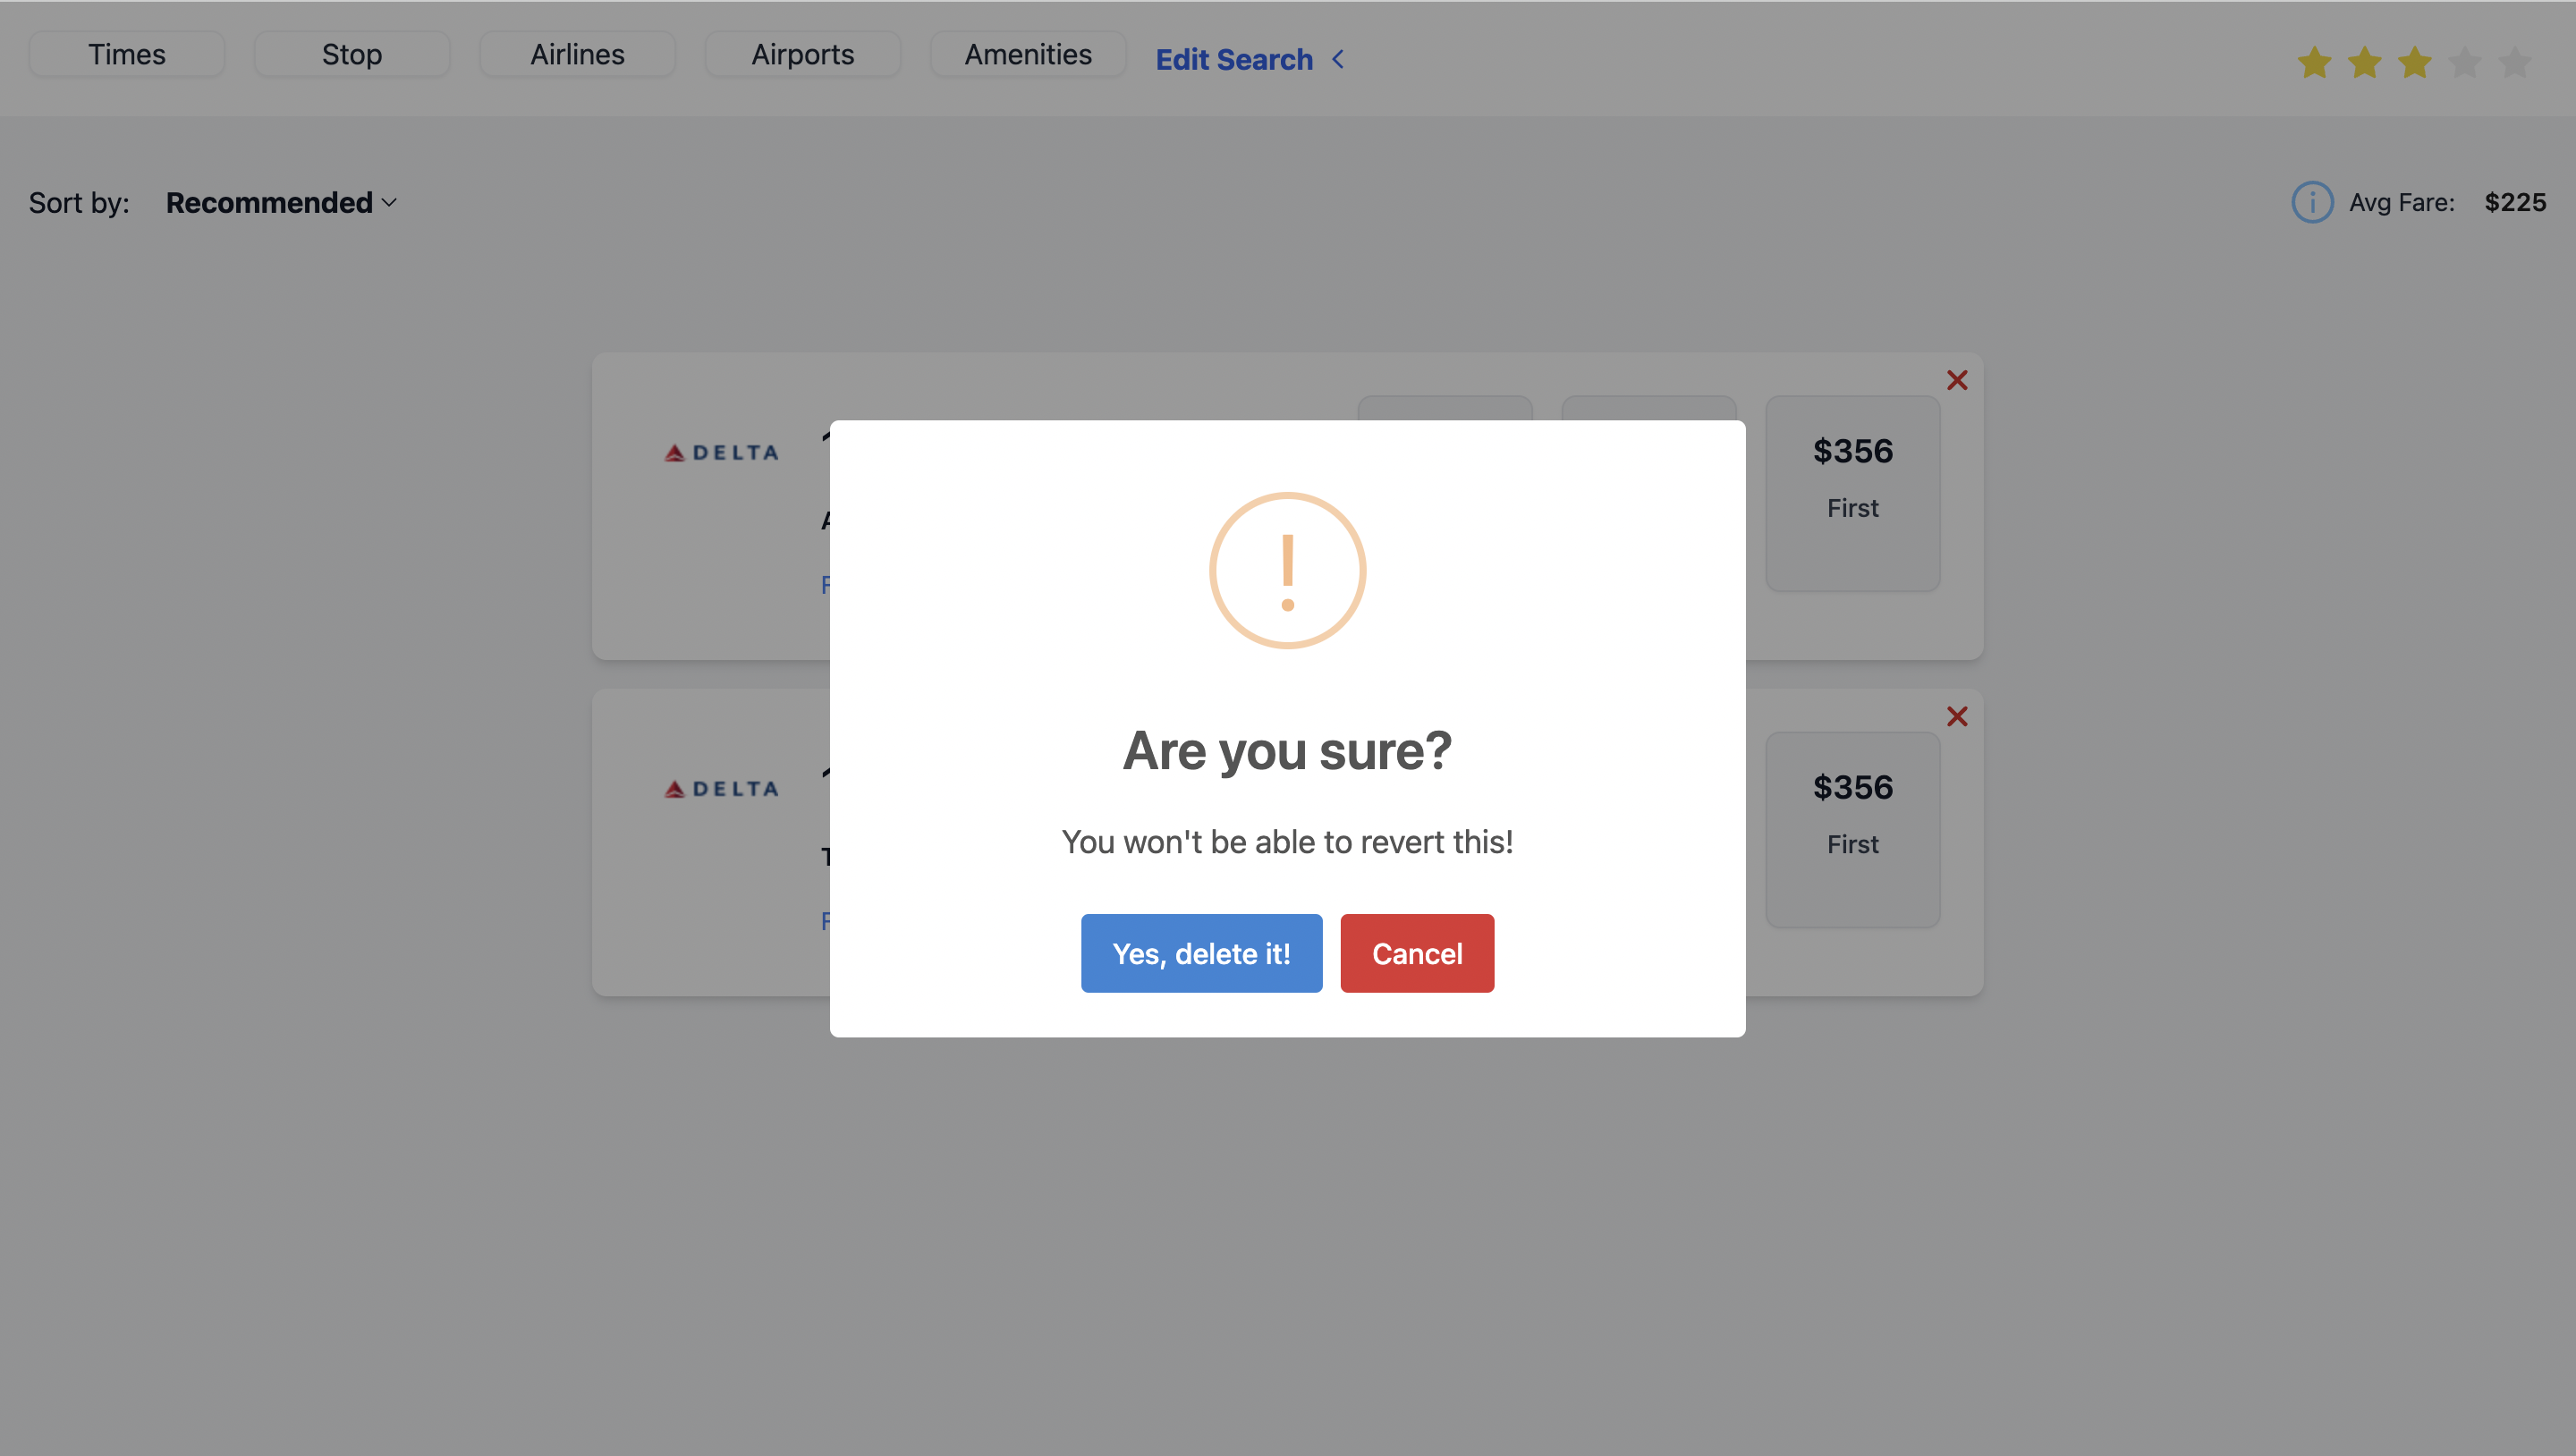 Times Stop Airlines Airports Amenities Edit Search
Sort by: Recommended Avg Fare: $225
DELTA
$356
First
Are you sure?
You won't be able to revert this!
Yes, delete it! Cancel
DELTA
$356
First